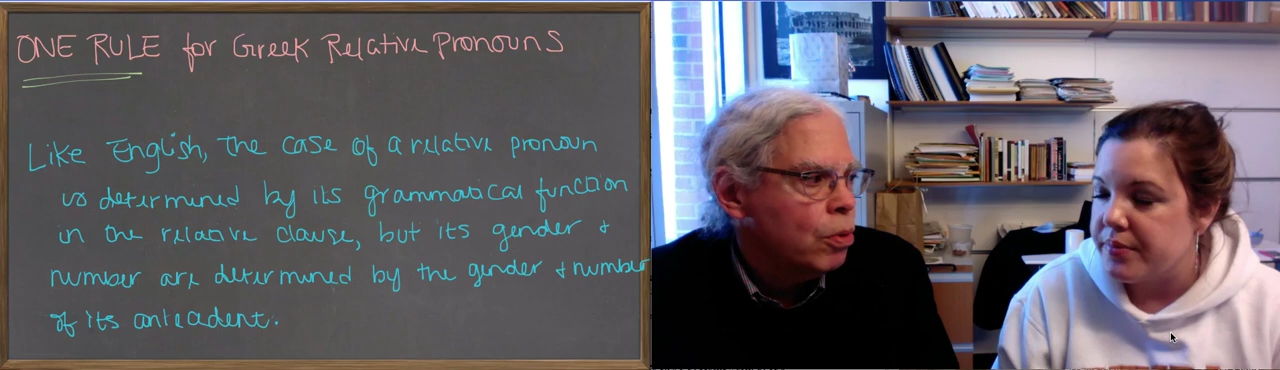 ONE RULE for Greek Relative Pronouns
Like English, the case of a relative pronoun
is determined by its grammatical function
in the relative clause, but its gender &
number are determined by the gender & number
of its antecedent.